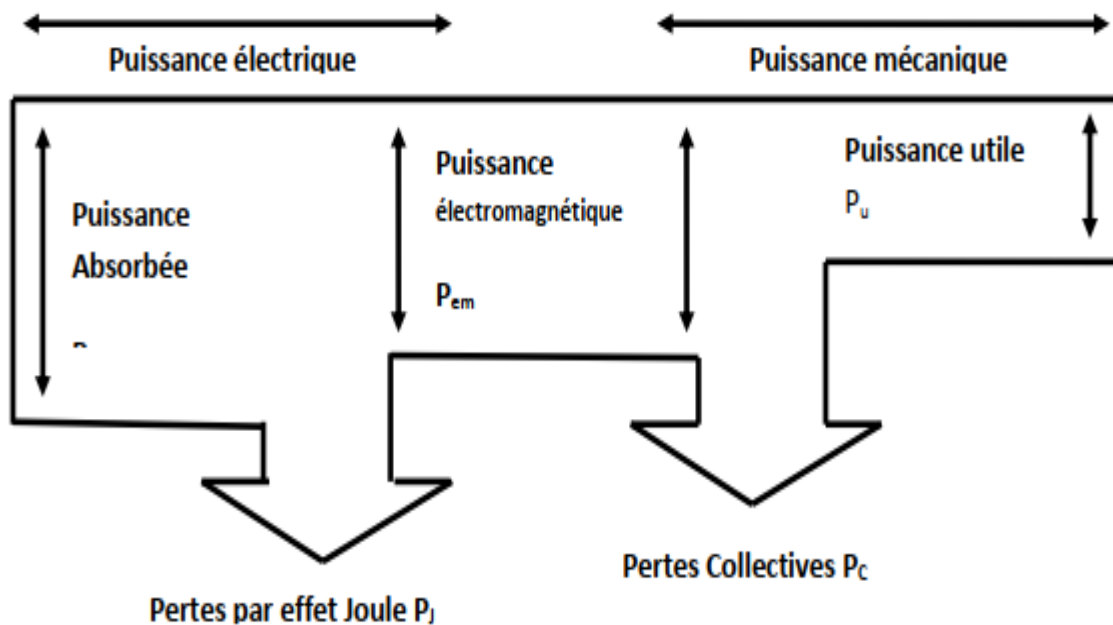 Puissance électrique
Puissance mécanique
Puissance
Absorbée
Puissance
électromagnétique
Pem
Puissance utile
Pu
Pertes Collectives PC
Pertes par effet Joule PJ